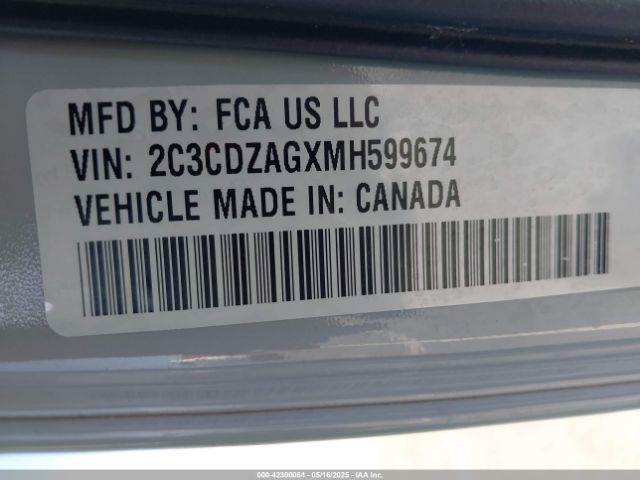 MFD BY: FCA US LLC
VIN: 2C3CDZAGXMH599674
VEHICLE MADE IN: CANADA
000-42300064 - 05/16/2025 - IAA Inc.